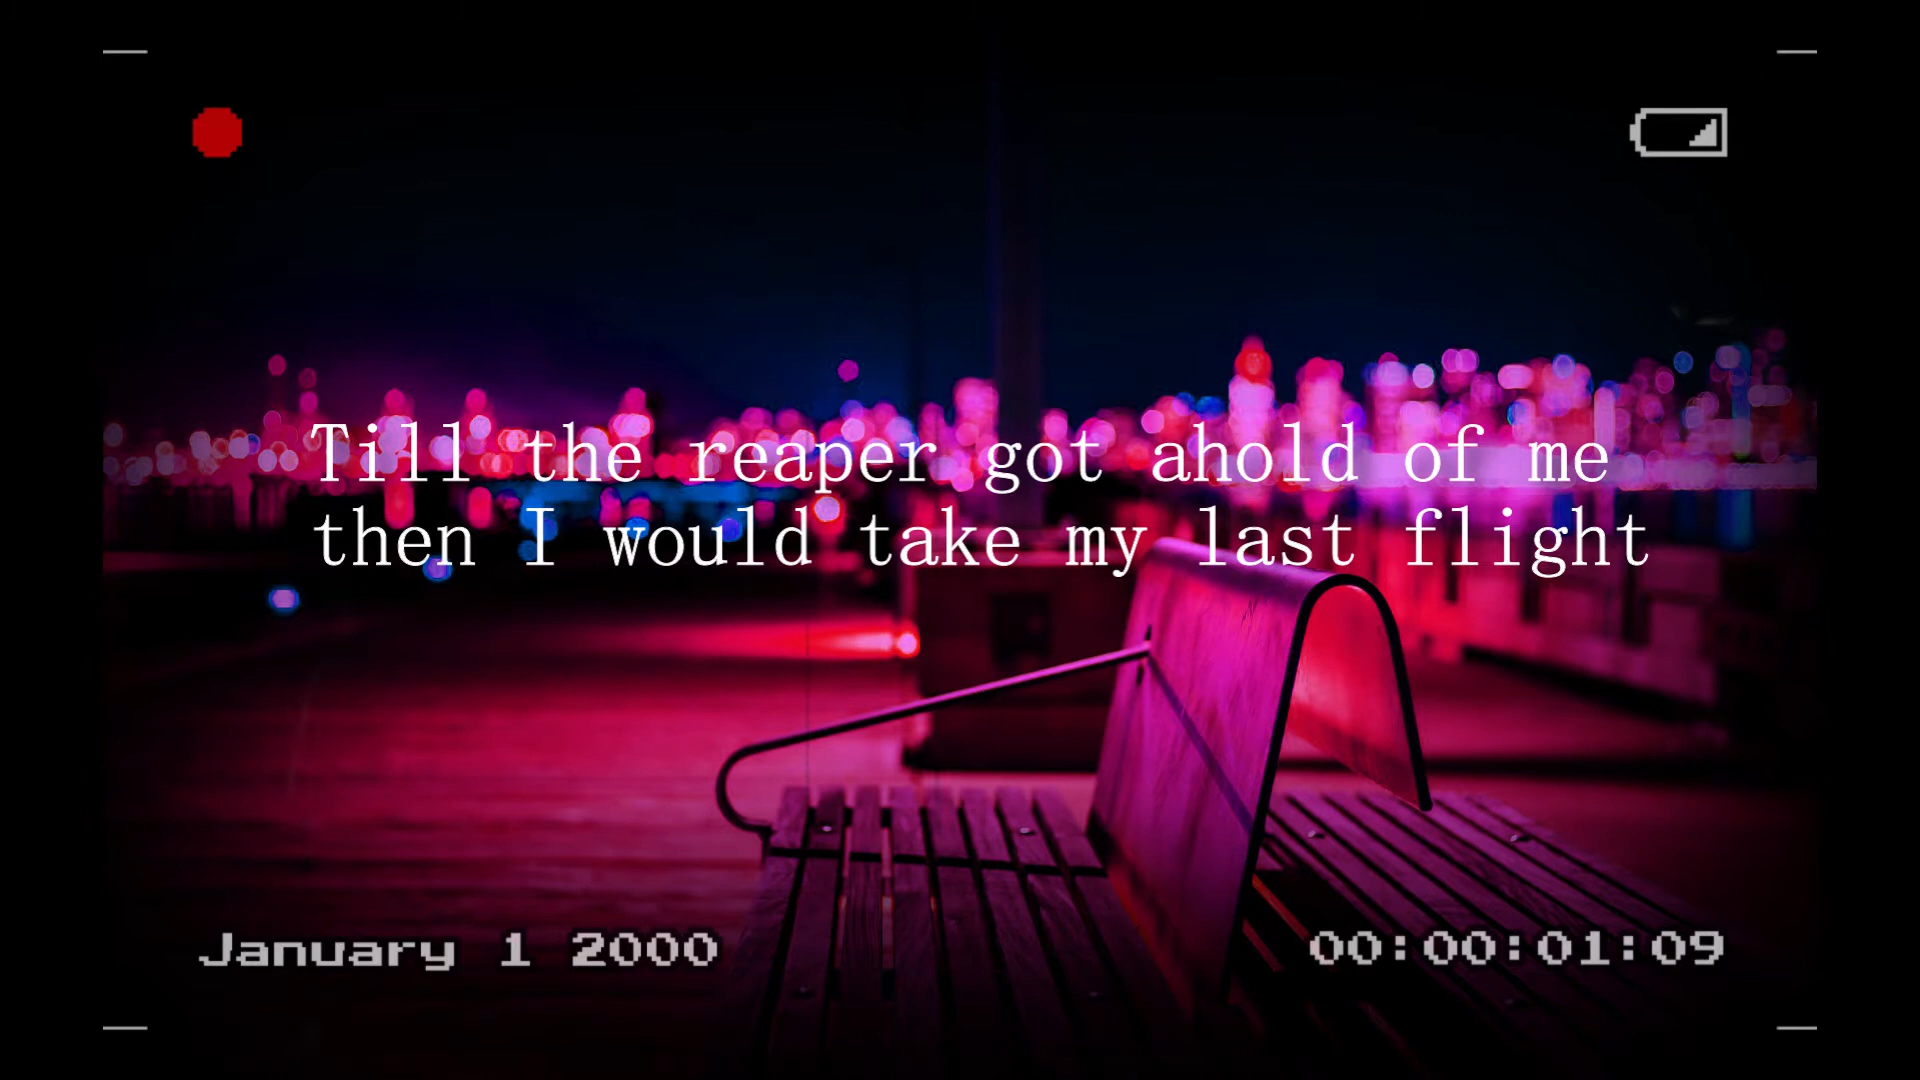 Till the reaper got ahold of me
then I would take my last flight
January 1 2000
00:00:01:09